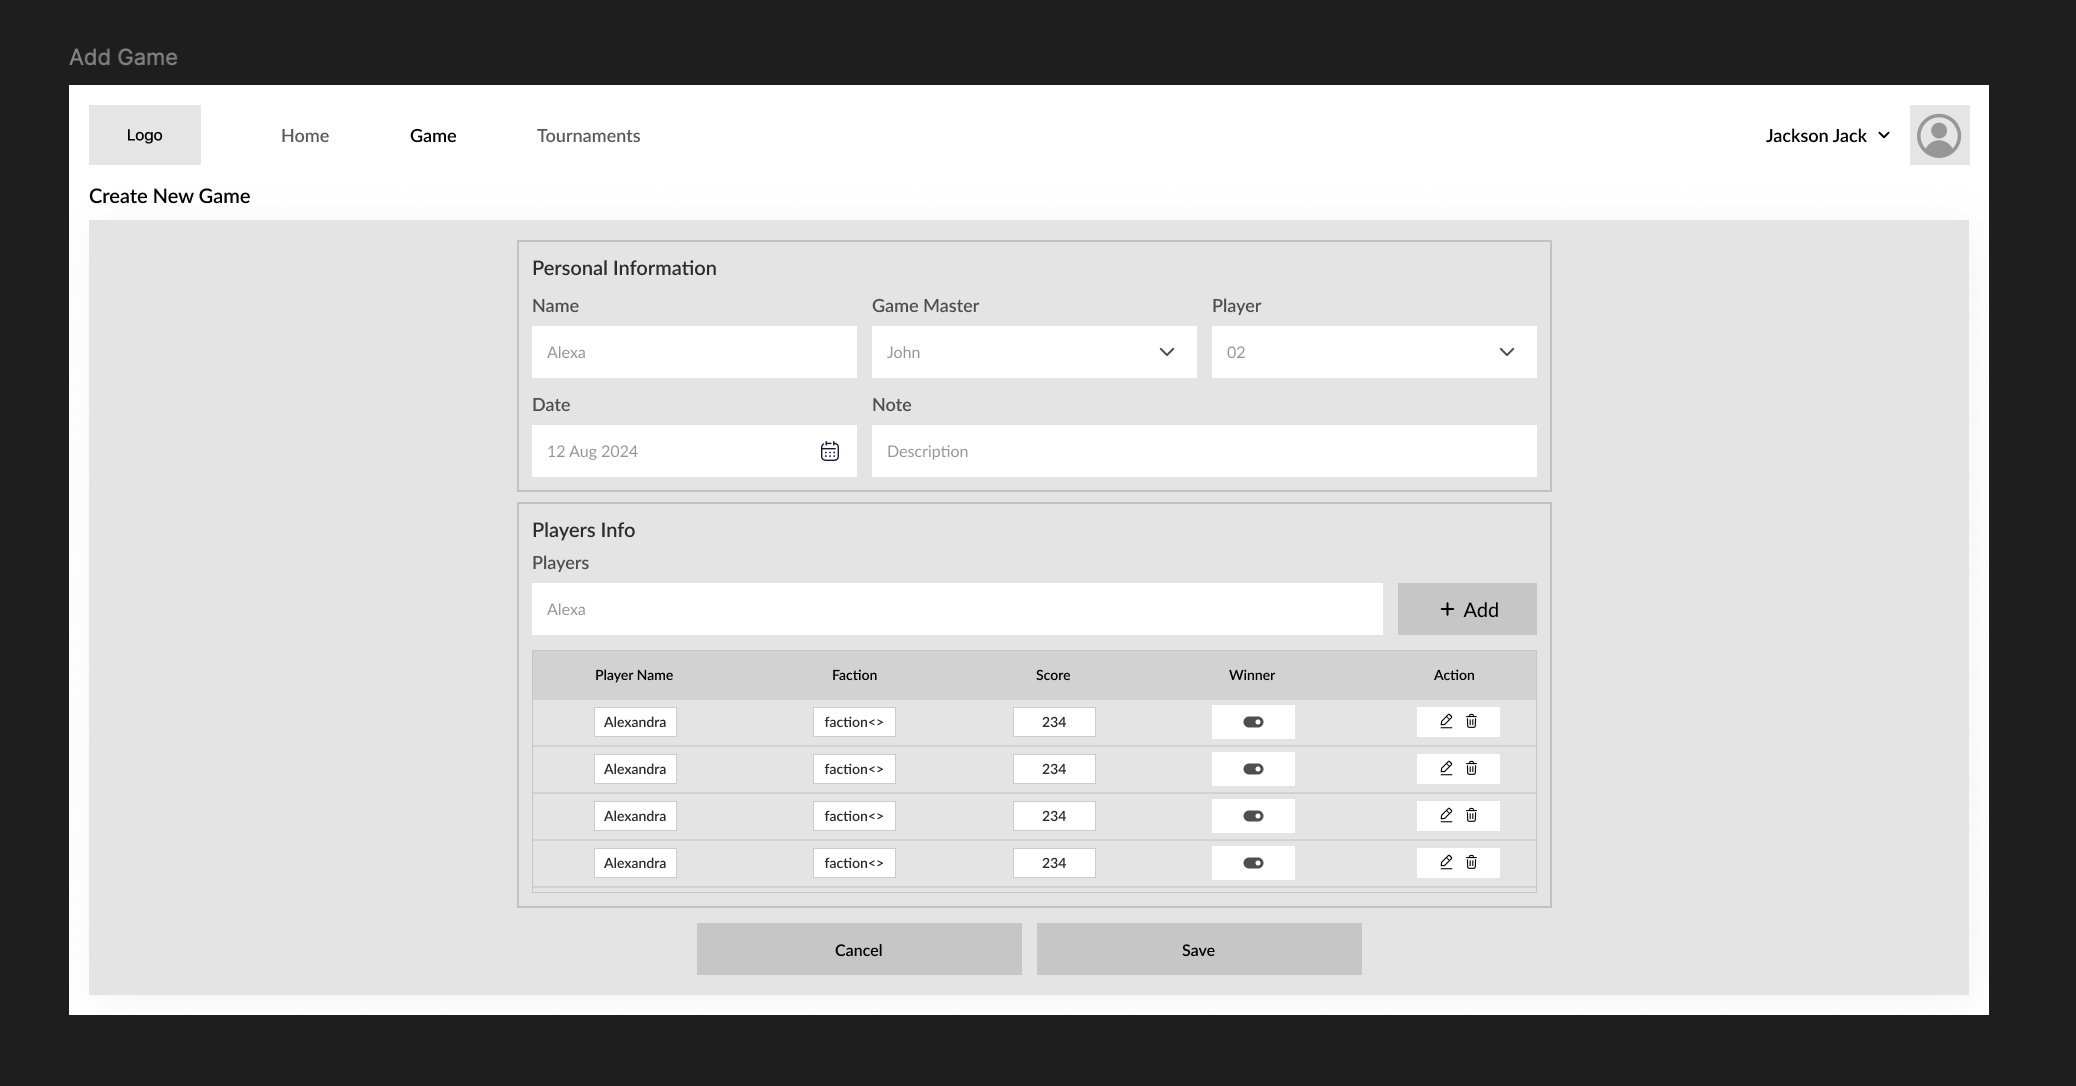 Add Game
Logo Home Game Tournaments Jackson Jack
Create New Game
Personal Information
Name Game Master Player
Alexa John 02
Date Note
12 Aug 2024 Description
Players Info
Players
Alexa + Add
Player Name Faction Score Winner Action
Alexandra faction<> 234
Alexandra faction<> 234
Alexandra faction<> 234
Alexandra faction<> 234
Cancel Save